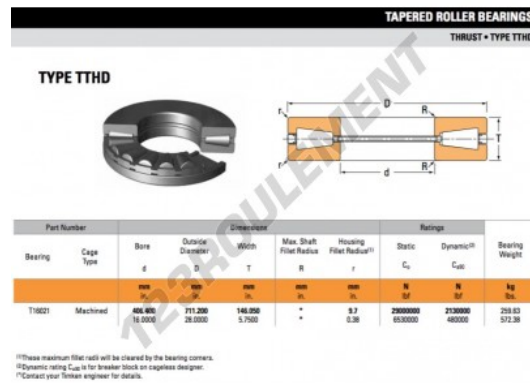 TAPERED ROLLER BEARINGS
THRUST • TYPE TTHD
TYPE TTHD
D
r R
T
r R
d
123ROULEMENT
Part Number Dimensions Ratings
Bearing Cage Type Bore Outside Diameter Width Max. Shaft Fillet Radius Housing Fillet Radius(1) Static Dynamic(2) Bearing Weight
d D T R r C₀ Ca90
mm mm mm mm mm N N kg
in. in. in. in. in. lbf lbf lbs.
T16021 Machined 406.400 711.200 146.050 * 9.7 29000000 2130000 259.63
16.0000 28.0000 5.7500 0.38 6530000 480000 572.38
(1)These maximum fillet radii will be cleared by the bearing corners.
(2)Dynamic rating Ca90 is for breaker block on cageless designer.
(*)Contact your Timken engineer for details.